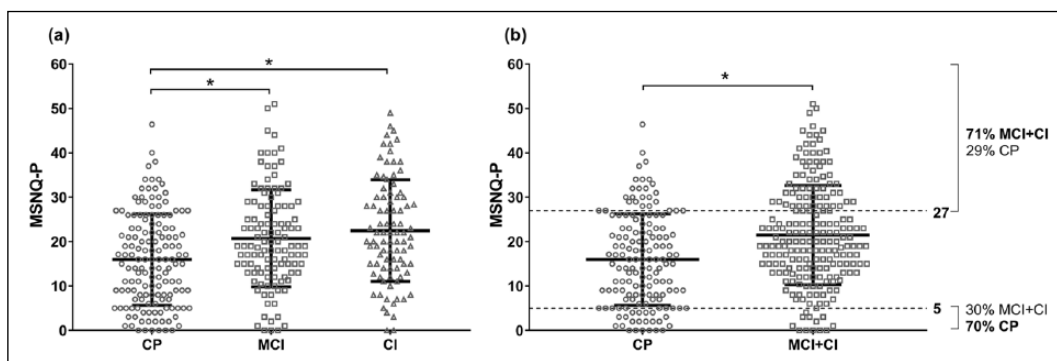 (a)
*
*
MSNQ-P
60
50
40
30
20
10
0
CP
MCI
CI
(b)
*
MSNQ-P
60
50
40
30
20
10
0
CP
MCI+CI
71% MCI+CI
29% CP
27
5
30% MCI+CI
70% CP